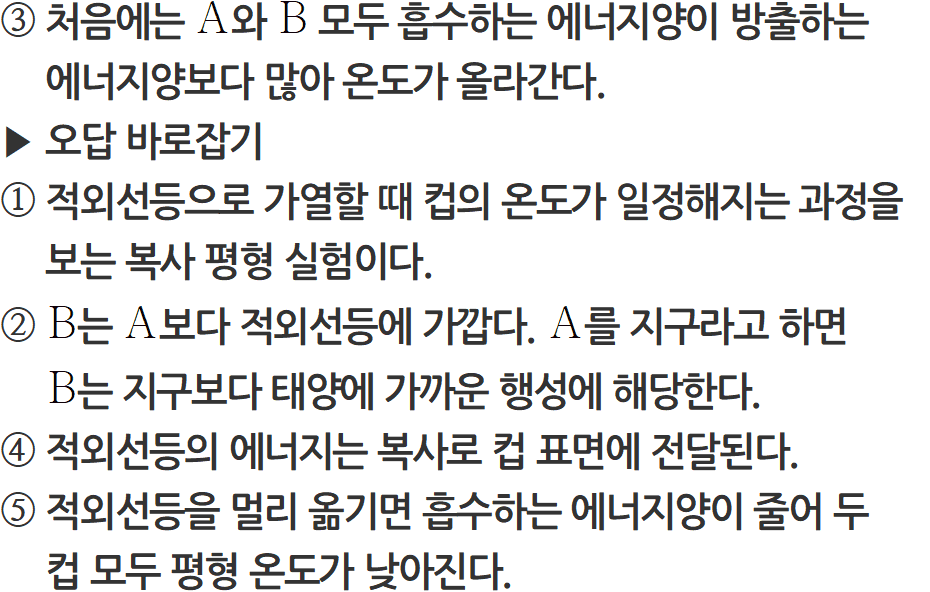 ③ 처음에는 A와 B 모두 흡수하는 에너지양이 방출하는
에너지양보다 많아 온도가 올라간다.
▶ 오답 바로잡기
① 적외선등으로 가열할 때 컵의 온도가 일정해지는 과정을
보는 복사 평형 실험이다.
② B는 A보다 적외선등에 가깝다. A를 지구라고 하면
B는 지구보다 태양에 가까운 행성에 해당한다.
④ 적외선등의 에너지는 복사로 컵 표면에 전달된다.
⑤ 적외선등을 멀리 옮기면 흡수하는 에너지양이 줄어 두
컵 모두 평형 온도가 낮아진다.